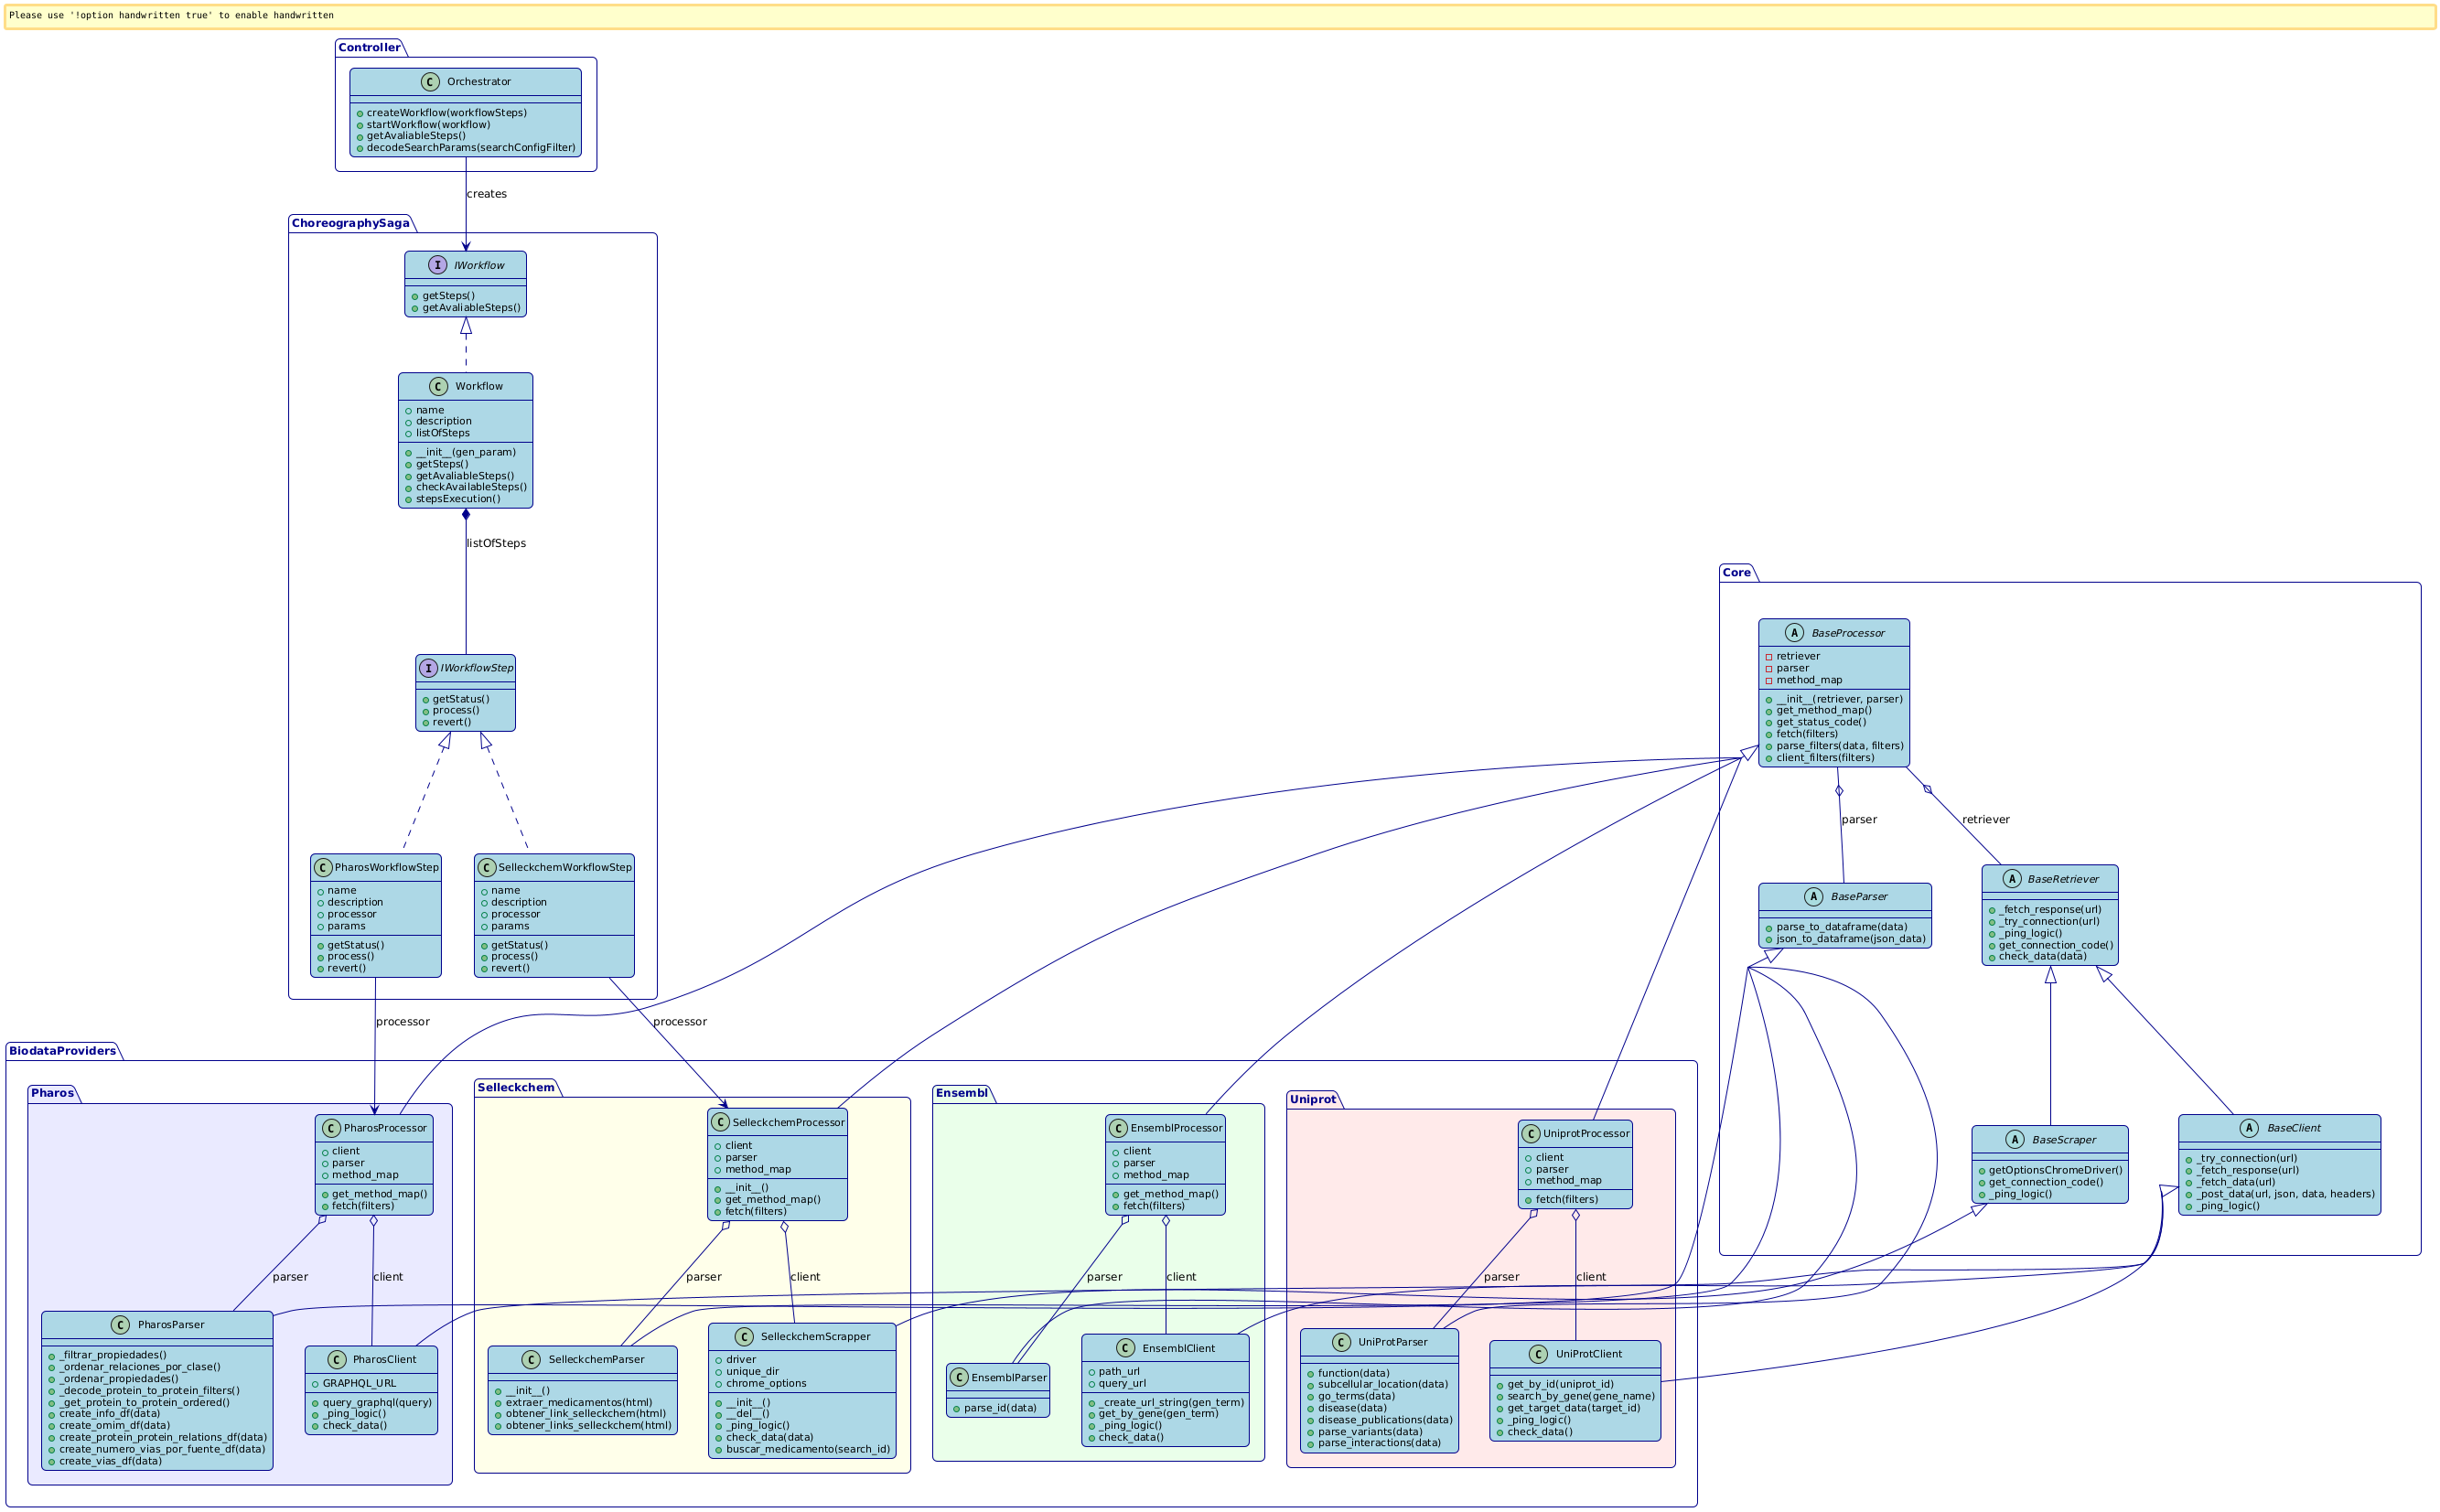 Please use '!option handwritten true' to enable handwritten
Controller
C Orchestrator
createWorkflow(workflowSteps)
startWorkflow(workflow)
getAvaliableSteps()
decodeSearchParams(searchConfigFilter)
creates
ChoreographySaga
I IWorkflow
getSteps()
getAvaliableSteps()
C Workflow
name
description
listOfSteps
__init__(gen_param)
getSteps()
getAvaliableSteps()
checkAvailableSteps()
stepsExecution()
listOfSteps
I IWorkflowStep
getStatus()
process()
revert()
C PharosWorkflowStep
name
description
processor
params
getStatus()
process()
revert()
C SelleckchemWorkflowStep
name
description
processor
params
getStatus()
process()
revert()
processor
processor
Core
A BaseProcessor
retriever
parser
method_map
__init__(retriever, parser)
get_method_map()
get_status_code()
fetch(filters)
parse_filters(data, filters)
client_filters(filters)
parser
retriever
A BaseParser
parse_to_dataframe(data)
json_to_dataframe(json_data)
A BaseRetriever
_fetch_response(url)
_try_connection(url)
_ping_logic()
get_connection_code()
check_data(data)
A BaseScraper
getOptionsChromeDriver()
get_connection_code()
_ping_logic()
A BaseClient
_try_connection(url)
_fetch_response(url)
_fetch_data(url)
_post_data(url, json, data, headers)
_ping_logic()
BiodataProviders
Pharos
C PharosProcessor
client
parser
method_map
get_method_map()
fetch(filters)
parser
client
C PharosParser
_filtrar_propiedades()
_ordenar_relaciones_por_clase()
_ordenar_propiedades()
_decode_protein_to_protein_filters()
_get_protein_to_protein_ordered()
create_info_df(data)
create_omim_df(data)
create_protein_protein_relations_df(data)
create_numero_vias_por_fuente_df(data)
create_vias_df(data)
C PharosClient
GRAPHQL_URL
query_graphql(query)
_ping_logic()
check_data()
Selleckchem
C SelleckchemProcessor
client
parser
method_map
__init__()
get_method_map()
fetch(filters)
parser
client
C SelleckchemParser
__init__()
extraer_medicamentos(html)
obtener_link_selleckchem(html)
obtener_links_selleckchem(html)
C SelleckchemScrapper
driver
unique_dir
chrome_options
__init__()
__del__()
_ping_logic()
check_data(data)
buscar_medicamento(search_id)
Ensembl
C EnsemblProcessor
client
parser
method_map
get_method_map()
fetch(filters)
parser
client
C EnsemblParser
parse_id(data)
C EnsemblClient
path_url
query_url
_create_url_string(gen_term)
get_by_gene(gen_term)
_ping_logic()
check_data()
Uniprot
C UniprotProcessor
client
parser
method_map
fetch(filters)
parser
client
C UniProtParser
function(data)
subcellular_location(data)
go_terms(data)
disease(data)
disease_publications(data)
parse_variants(data)
parse_interactions(data)
C UniProtClient
get_by_id(uniprot_id)
search_by_gene(gene_name)
get_target_data(target_id)
_ping_logic()
check_data()